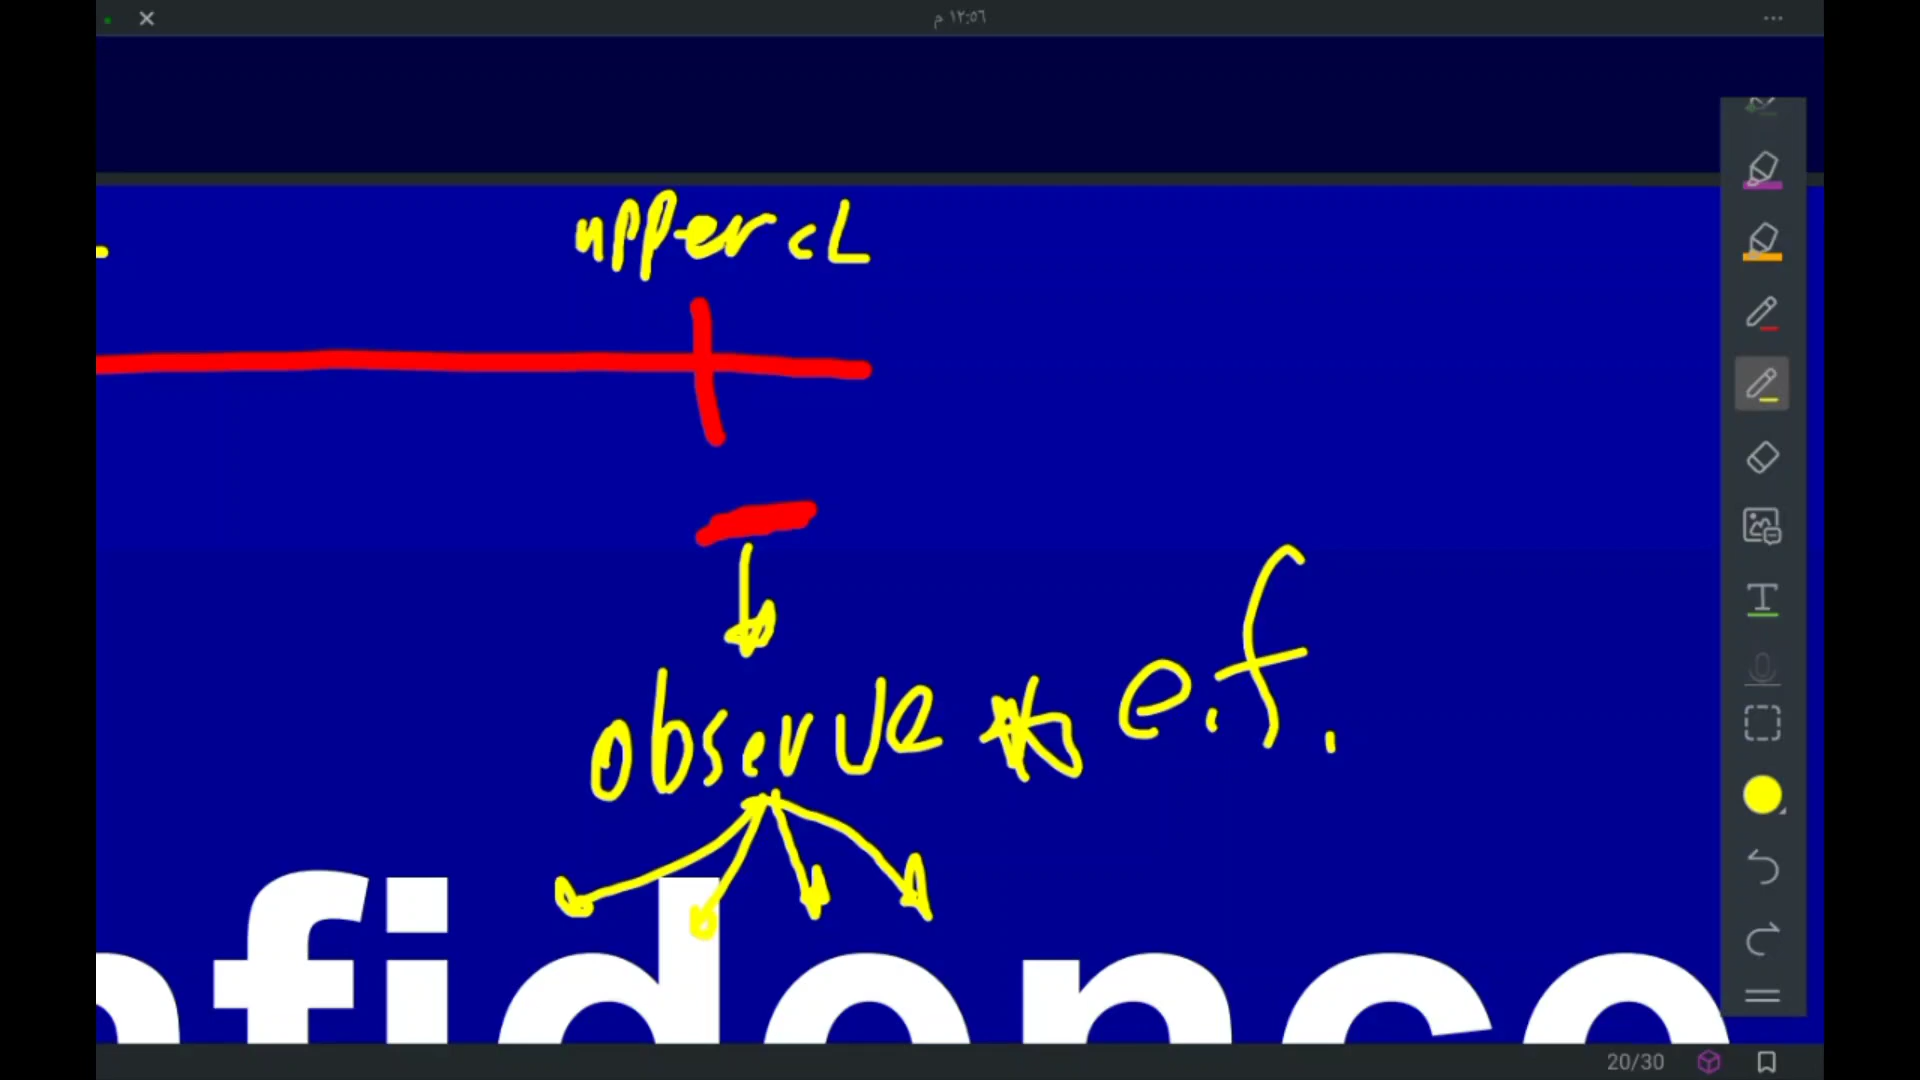 ١٢:٥٦ م
upper cL
observe * e.f.
nfidence
20/30